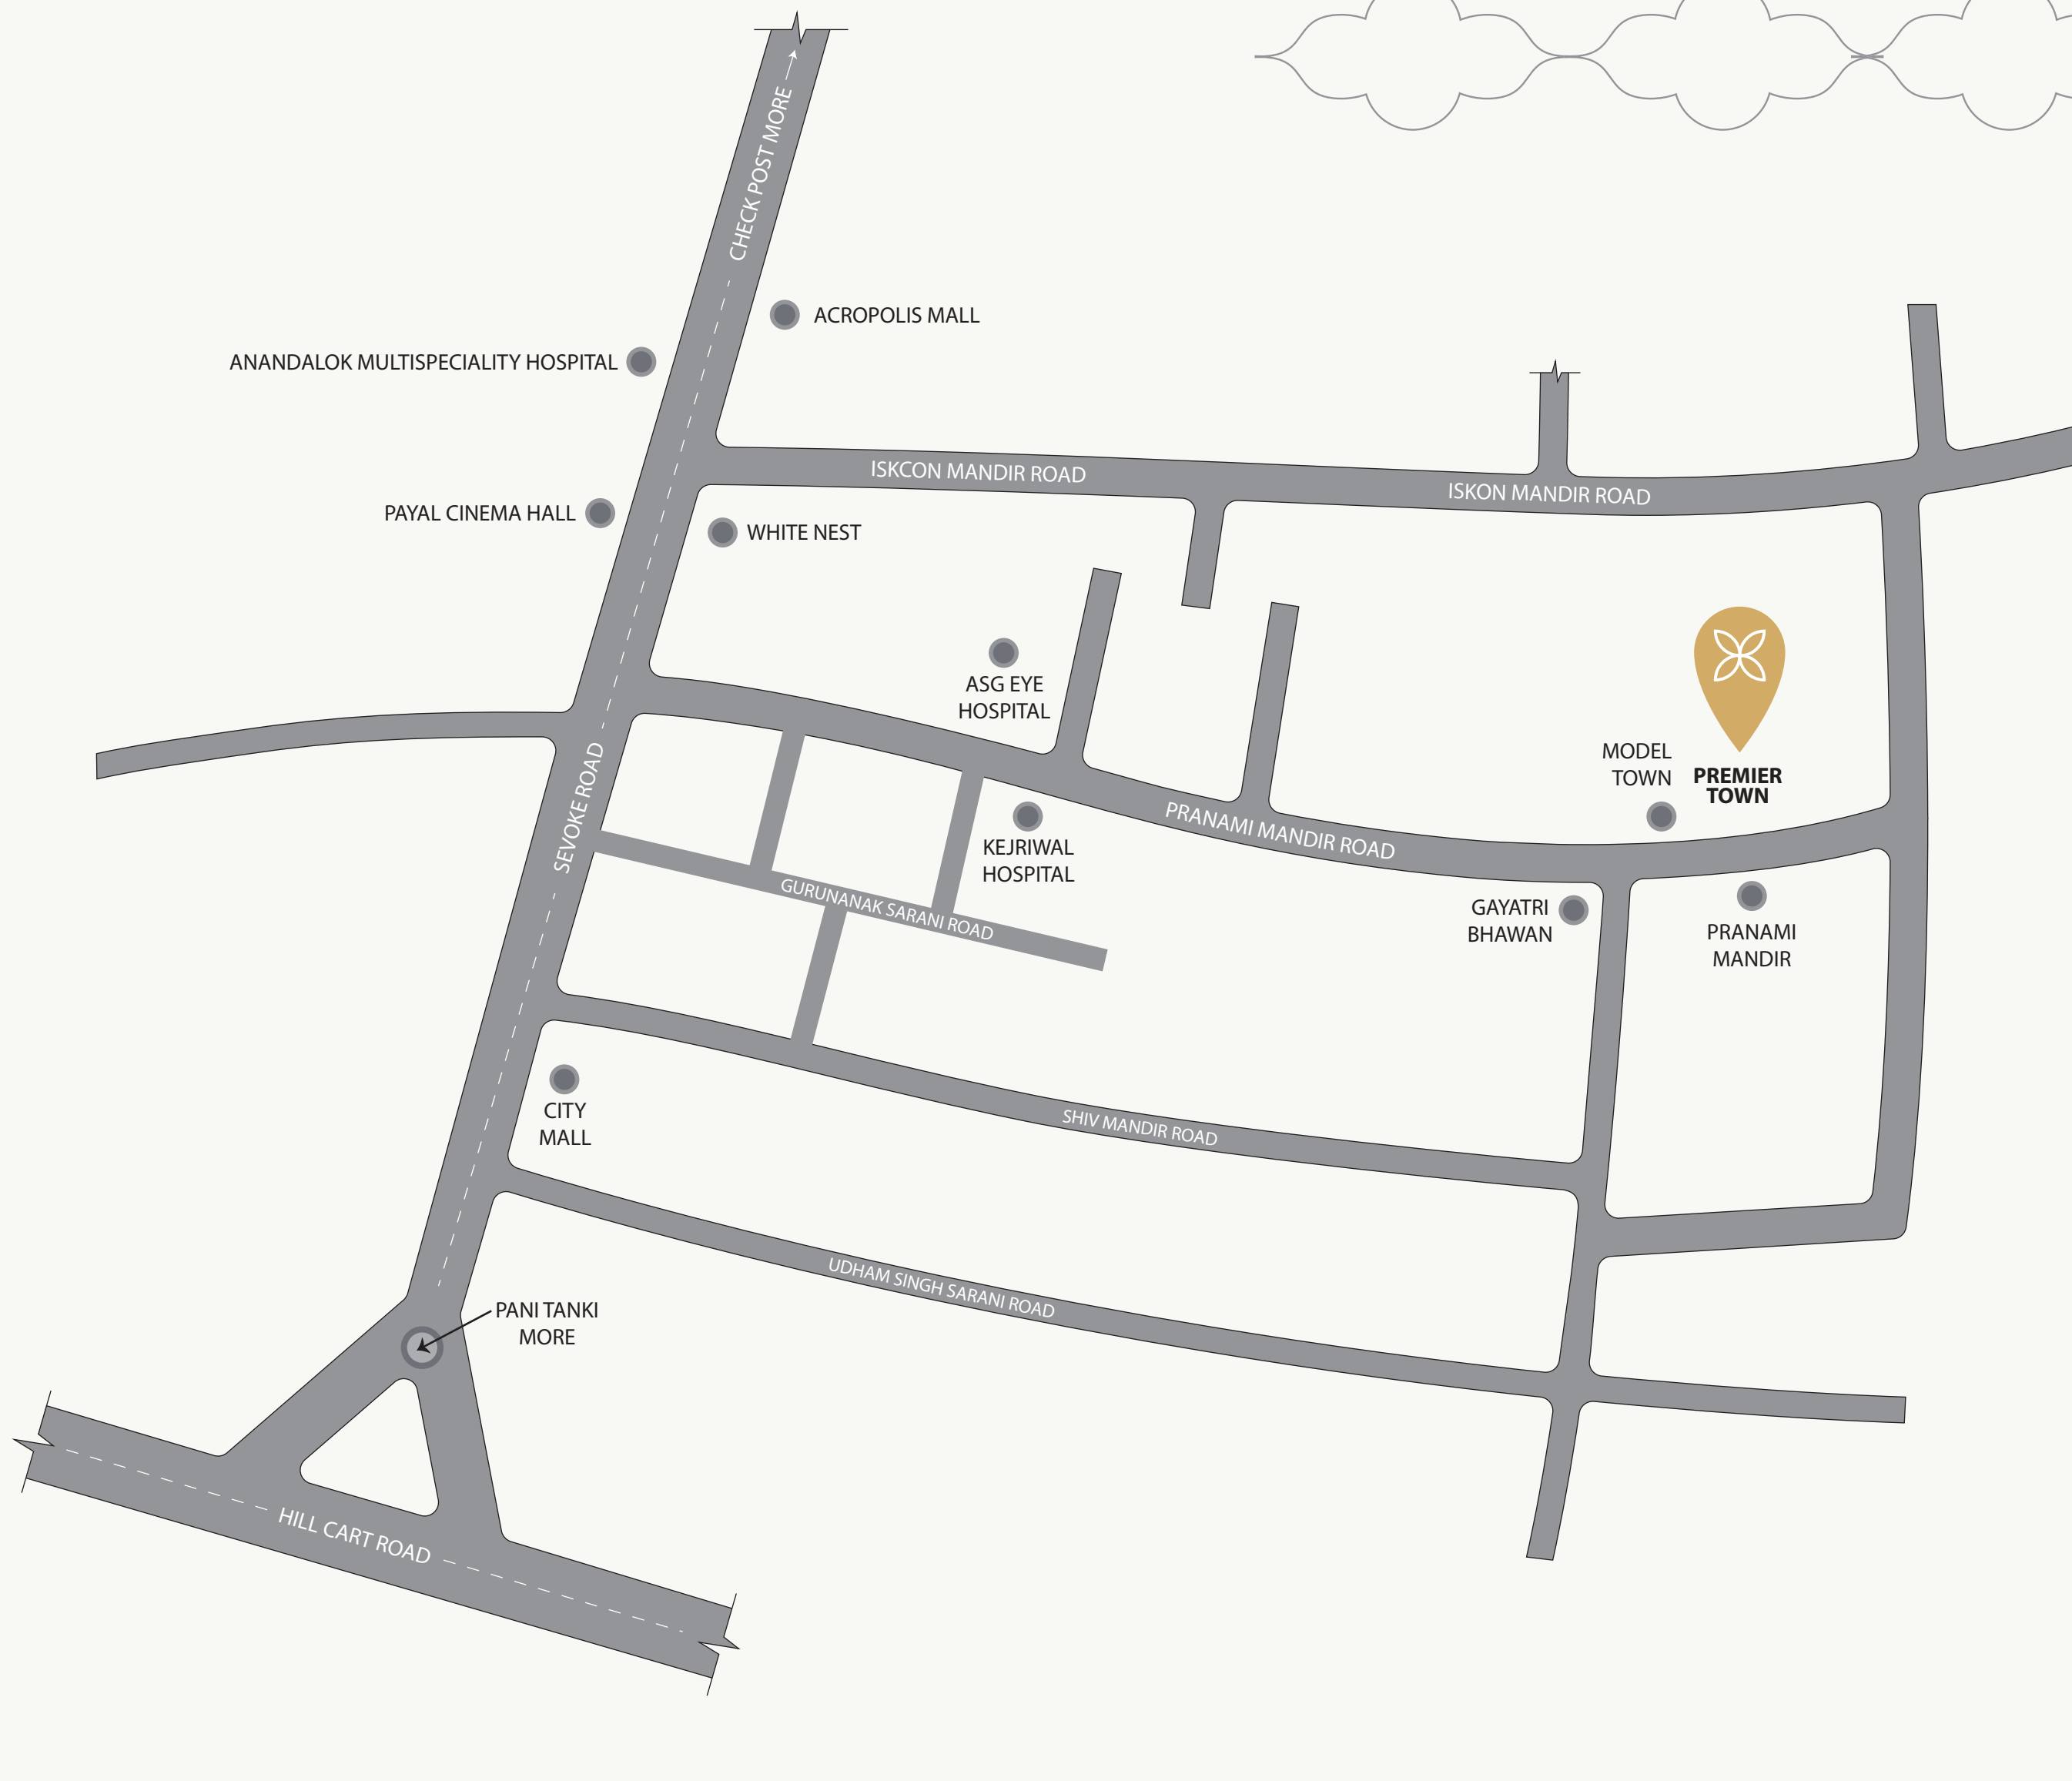 CHECK POST MORE
ACROPOLIS MALL
ANANDALOK MULTISPECIALITY HOSPITAL
ISKCON MANDIR ROAD
ISKON MANDIR ROAD
PAYAL CINEMA HALL
WHITE NEST
ASG EYE
HOSPITAL
MODEL
TOWN
PREMIER
TOWN
SEVOKE ROAD
PRANAMI MANDIR ROAD
KEJRIWAL
HOSPITAL
GURUNANAK SARANI ROAD
GAYATRI
BHAWAN
PRANAMI
MANDIR
CITY
MALL
SHIV MANDIR ROAD
UDHAM SINGH SARANI ROAD
PANI TANKI
MORE
HILL CART ROAD